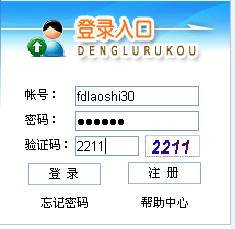 登录入口
DENGLURUKOU
帐号： fdlaoshi30
密码： ●●●●●●
验证码： 2211 2211
登 录 注 册
忘记密码 帮助中心